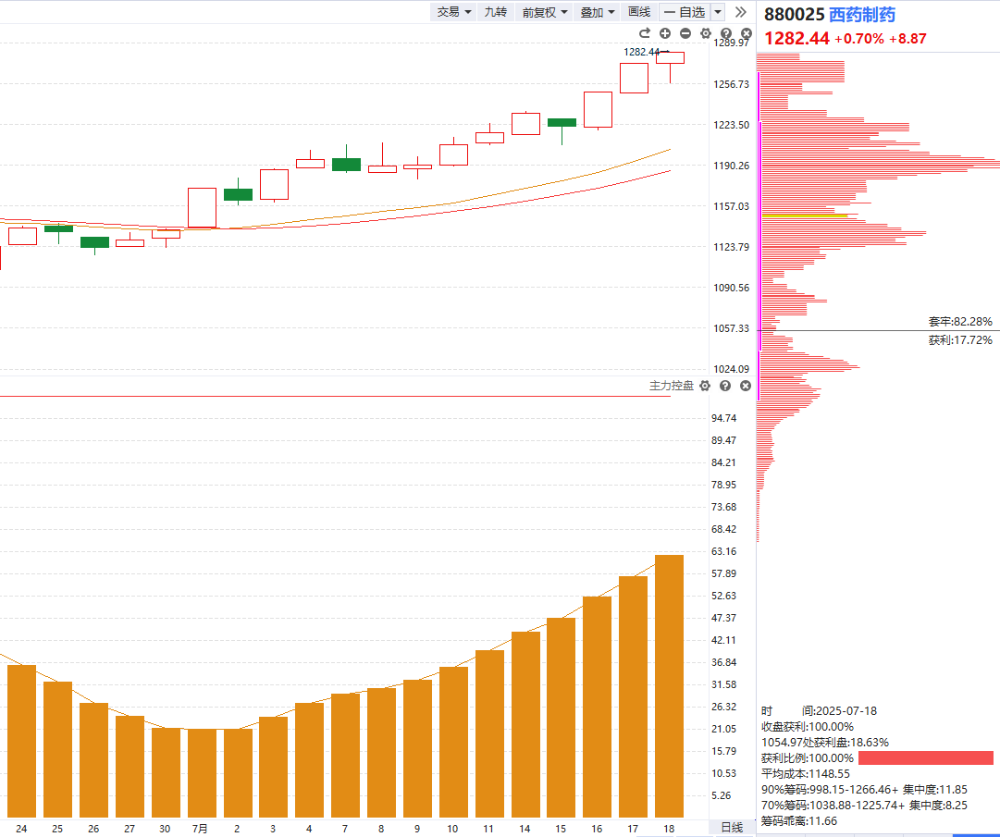 交易 九转 前复权 叠加 画线 一 自选
880025 西药制药
1282.44 +0.70% +8.87
1289.97
1282.44
1256.73
1223.50
1190.26
1157.03
1123.79
1090.56
1057.33
1024.09
套牢:82.28%
获利:17.72%
主力控盘
94.74
89.47
84.21
78.95
73.68
68.42
63.16
57.89
52.63
47.37
42.11
36.84
31.58
26.32
21.05
15.79
10.53
5.26
时 间:2025-07-18
收盘获利:100.00%
1054.97处获利盘:18.63%
获利比例:100.00%
平均成本:1148.55
90%筹码:998.15-1266.46+ 集中度:11.85
70%筹码:1038.88-1225.74+ 集中度:8.25
筹码乖离:11.66
24 25 26 27 30 7月 2 3 4 7 8 9 10 11 14 15 16 17 18 日线